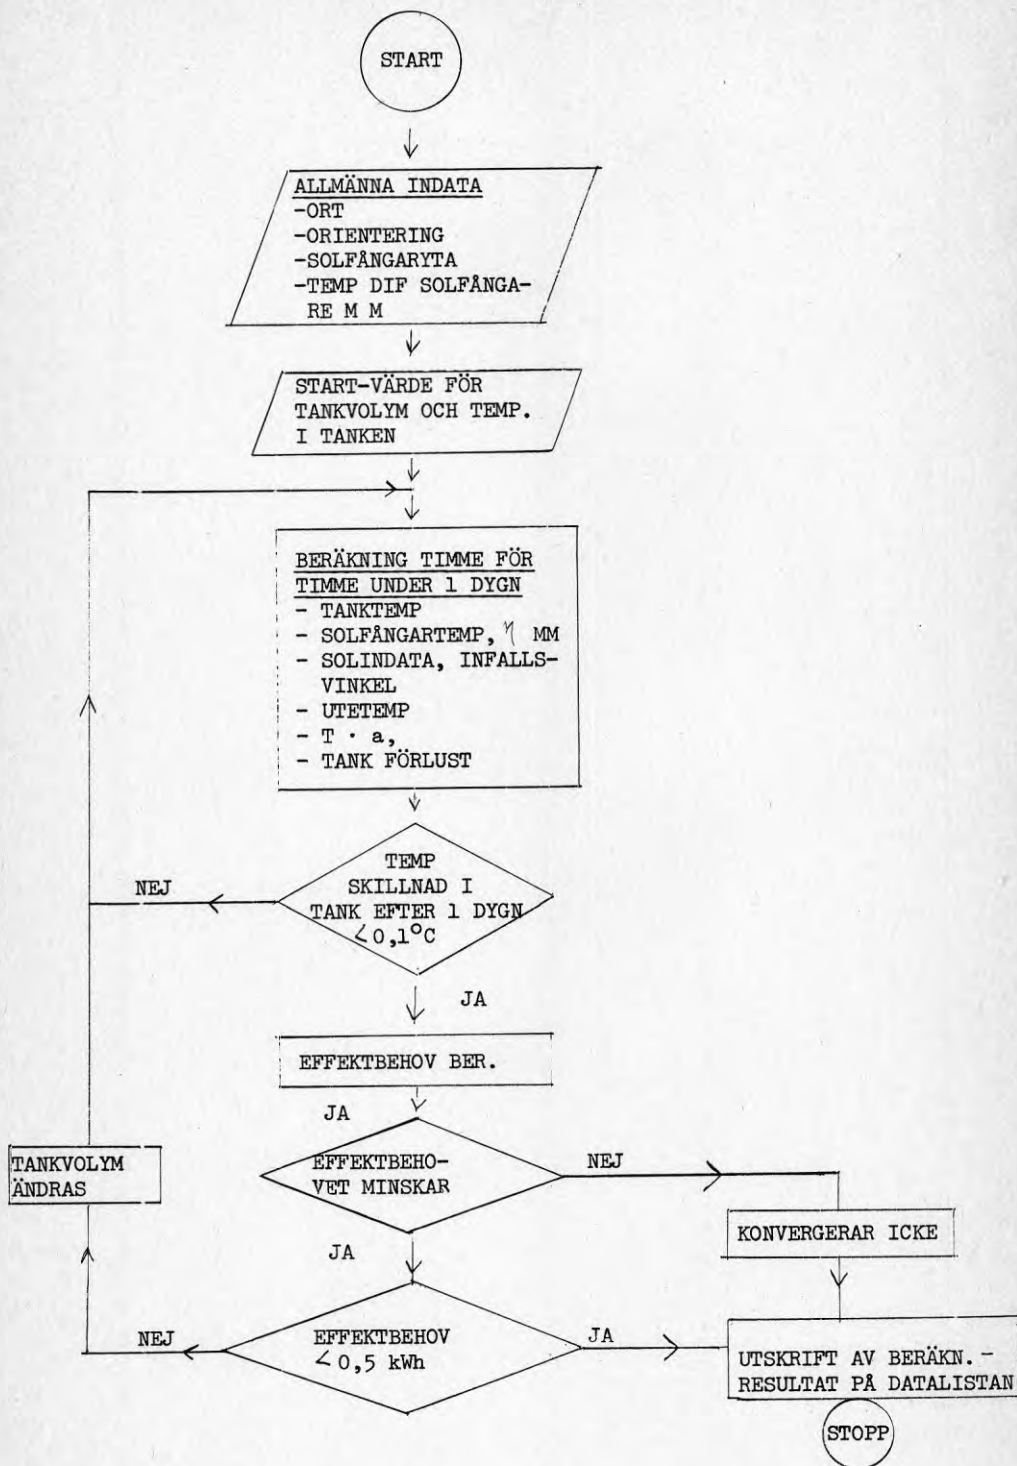 START
ALLMÄNNA INDATA
-ORT
-ORIENTERING
-SOLFÅNGARYTA
-TEMP DIF SOLFÅNGA-
RE M M
START-VÄRDE FÖR
TANKVOLYM OCH TEMP.
I TANKEN
BERÄKNING TIMME FÖR
TIMME UNDER 1 DYGN
- TANKTEMP
- SOLFÅNGARTEMP, η MM
- SOLINDATA, INFALLS-
VINKEL
- UTETEMP
- T · a,
- TANK FÖRLUST
TEMP
SKILLNAD I
TANK EFTER 1 DYGN
< 0,1°C
NEJ
JA
EFFEKTBEHOV BER.
JA
EFFEKTBEHO-
VET MINSKAR
NEJ
TANKVOLYM
ÄNDRAS
KONVERGERAR ICKE
JA
EFFEKTBEHOV
< 0,5 kWh
NEJ
JA
UTSKRIFT AV BERÄKN.-
RESULTAT PÅ DATALISTAN
STOPP